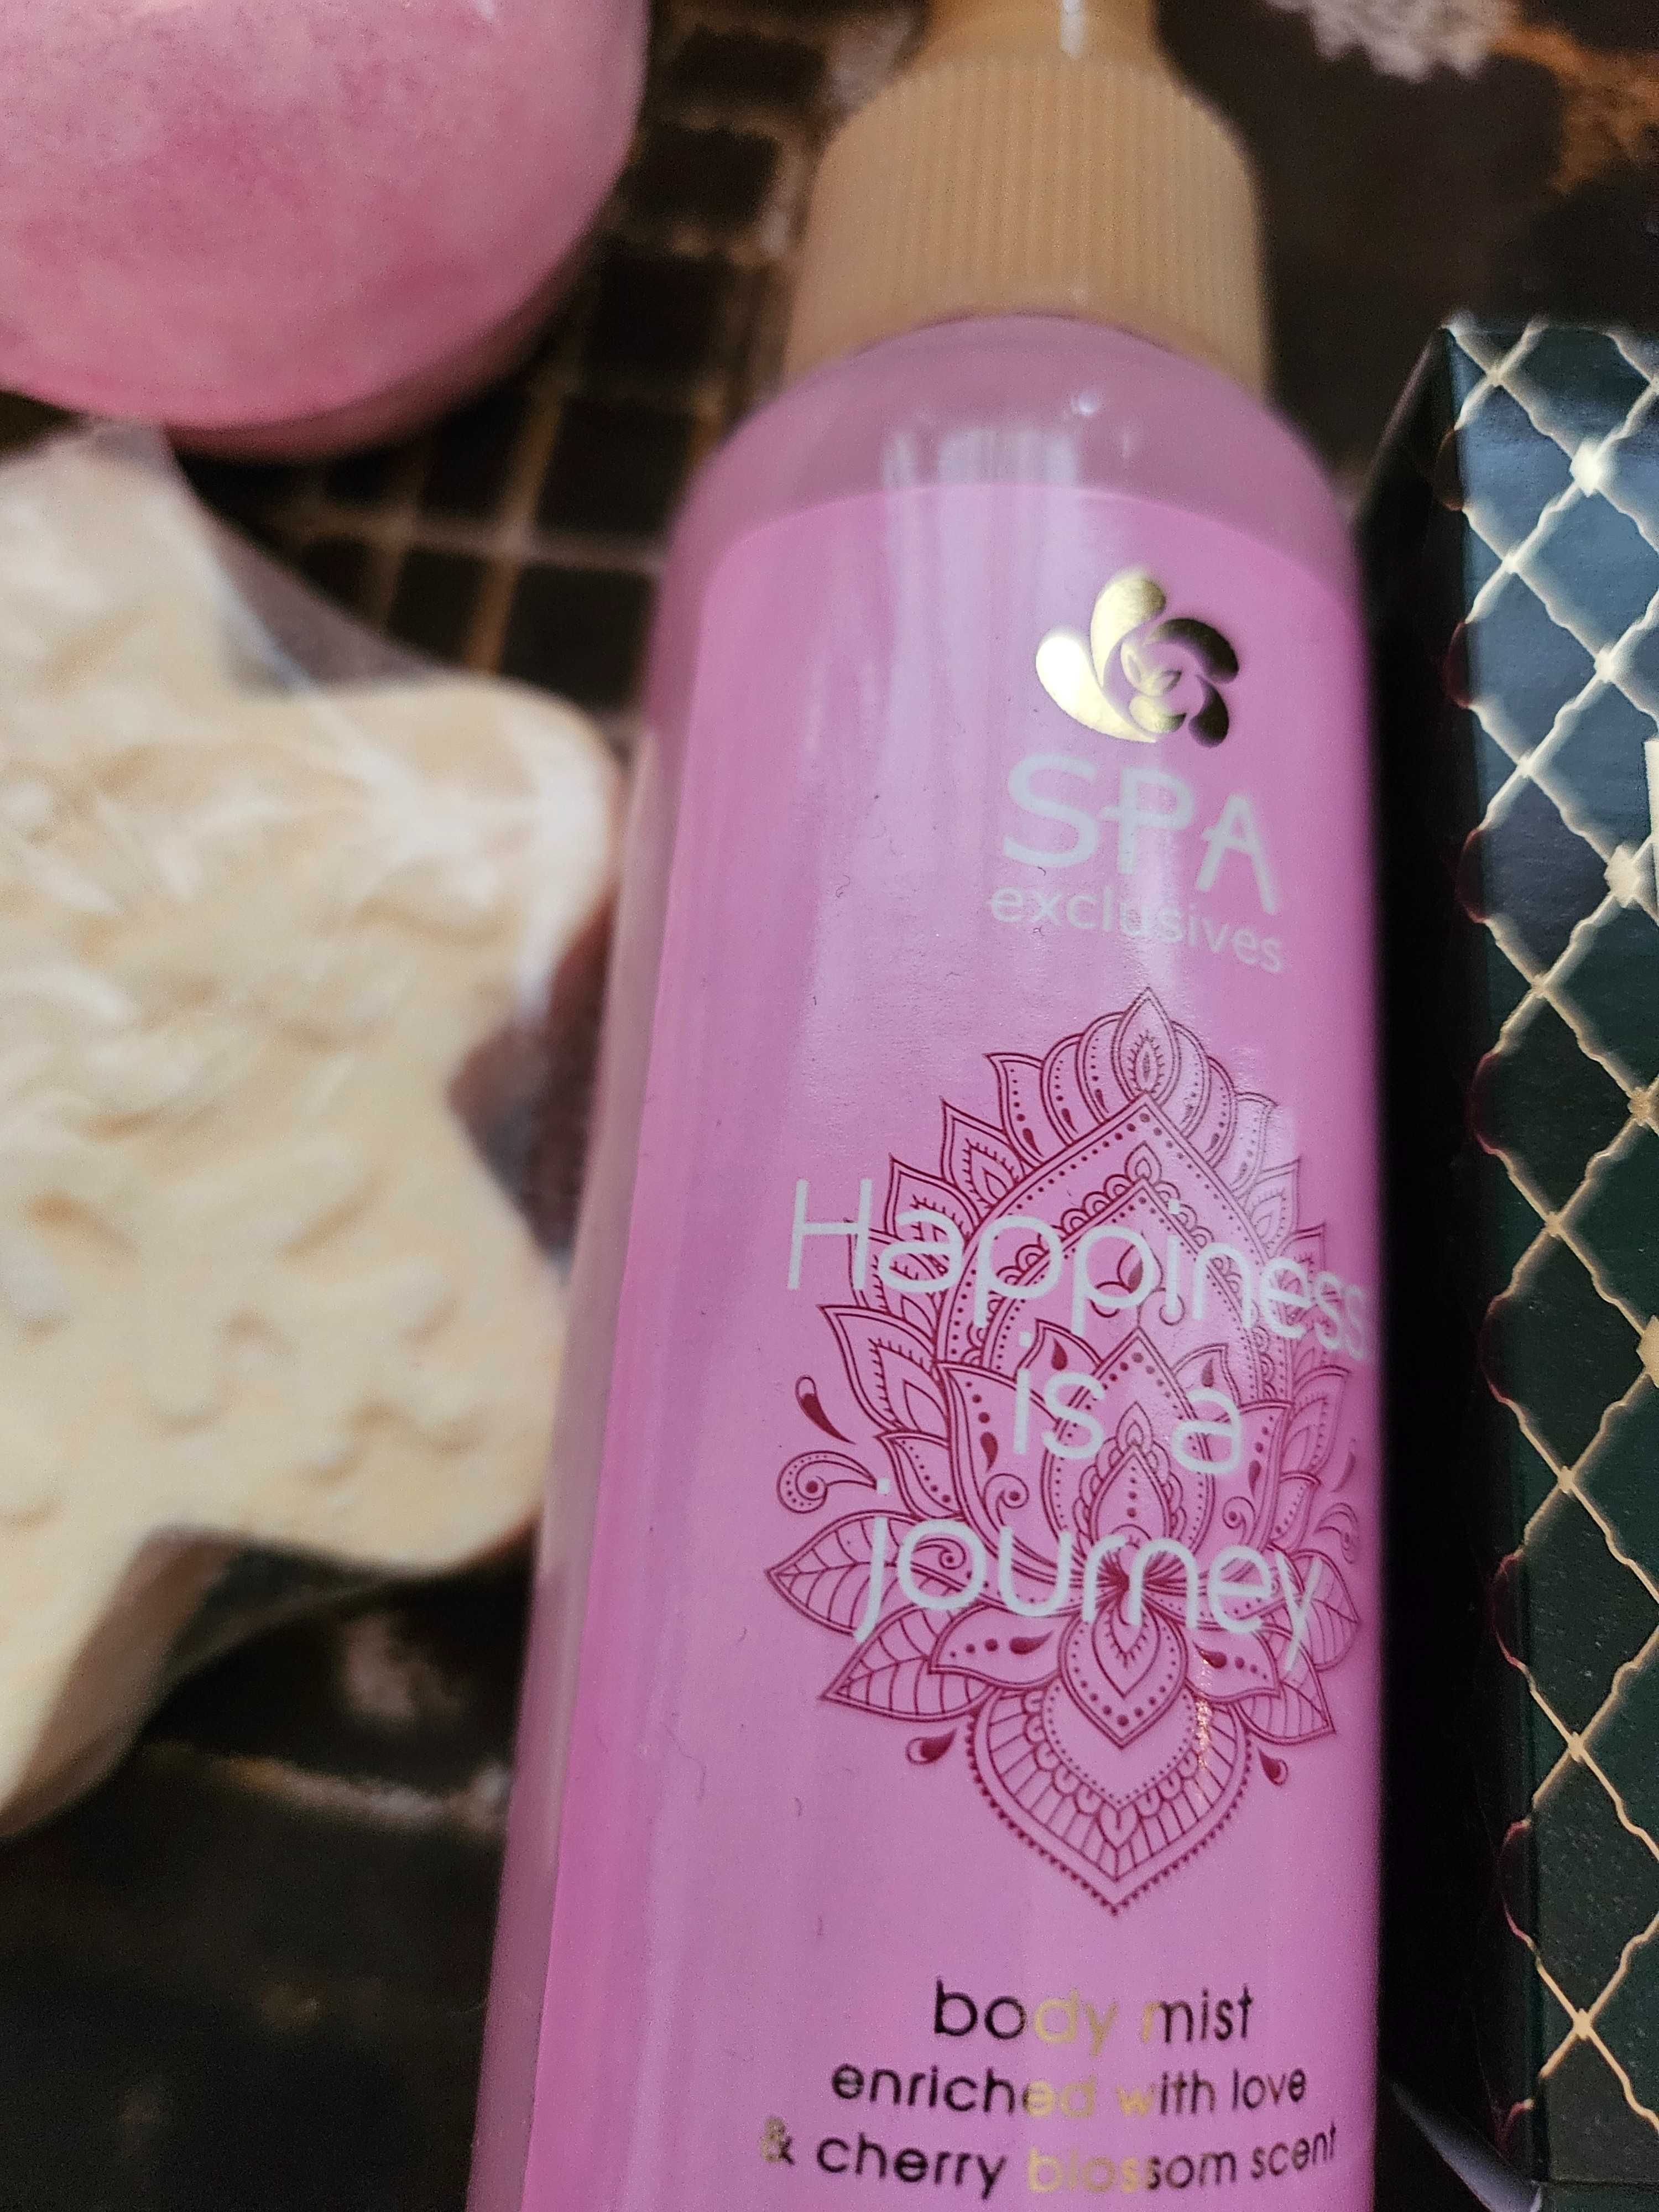 SPA
exclusives
Happiness
is a
journey
body mist
enriched with love
& cherry blossom scent